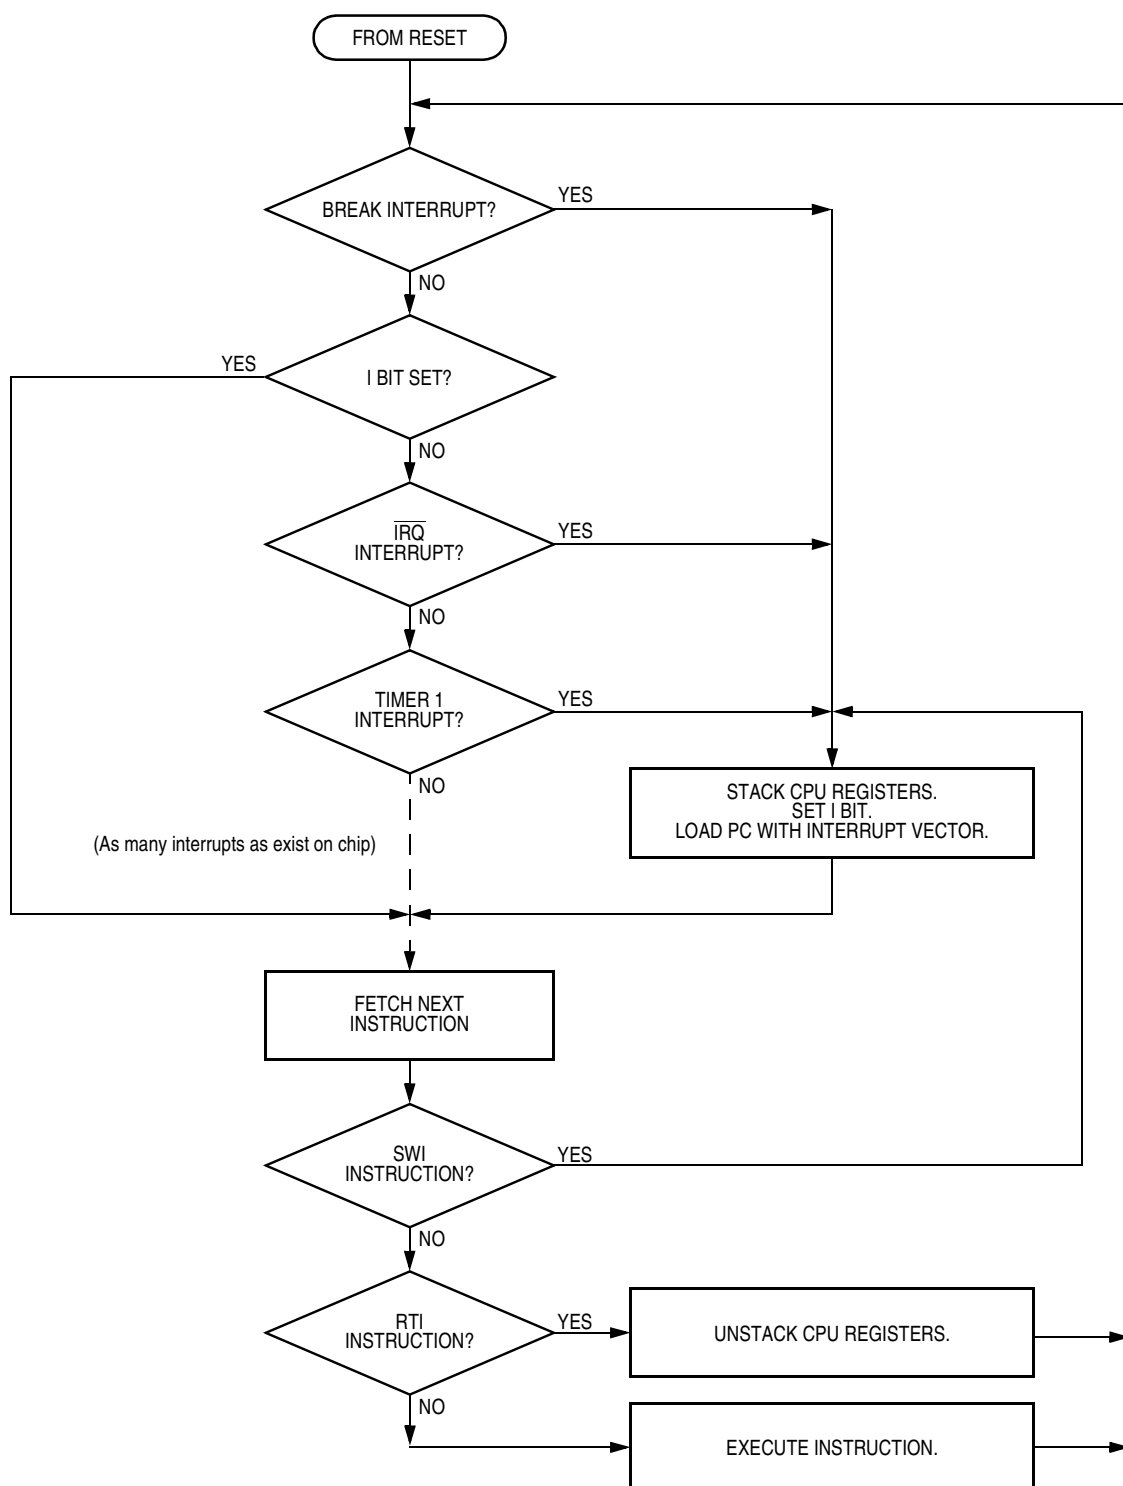 FROM RESET
BREAK INTERRUPT?
YES
NO
YES
I BIT SET?
NO
IRQ
INTERRUPT?
YES
NO
TIMER 1
INTERRUPT?
YES
NO
STACK CPU REGISTERS.
SET I BIT.
LOAD PC WITH INTERRUPT VECTOR.
(As many interrupts as exist on chip)
FETCH NEXT
INSTRUCTION
SWI
INSTRUCTION?
YES
NO
RTI
INSTRUCTION?
YES
UNSTACK CPU REGISTERS.
NO
EXECUTE INSTRUCTION.